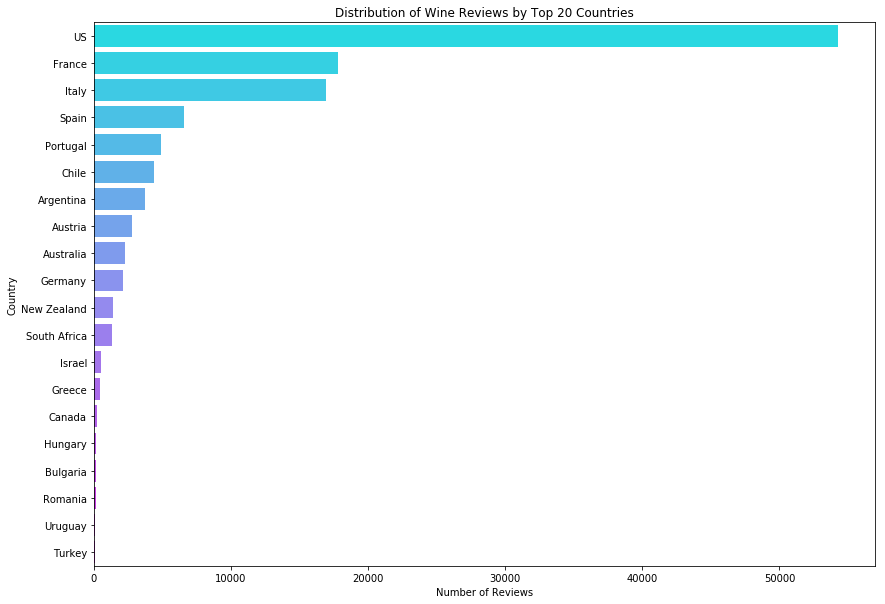 Distribution of Wine Reviews by Top 20 Countries
US
France
Italy
Spain
Portugal
Chile
Argentina
Austria
Australia
Germany
New Zealand
South Africa
Israel
Greece
Canada
Hungary
Bulgaria
Romania
Uruguay
Turkey
Country
0 10000 20000 30000 40000 50000
Number of Reviews